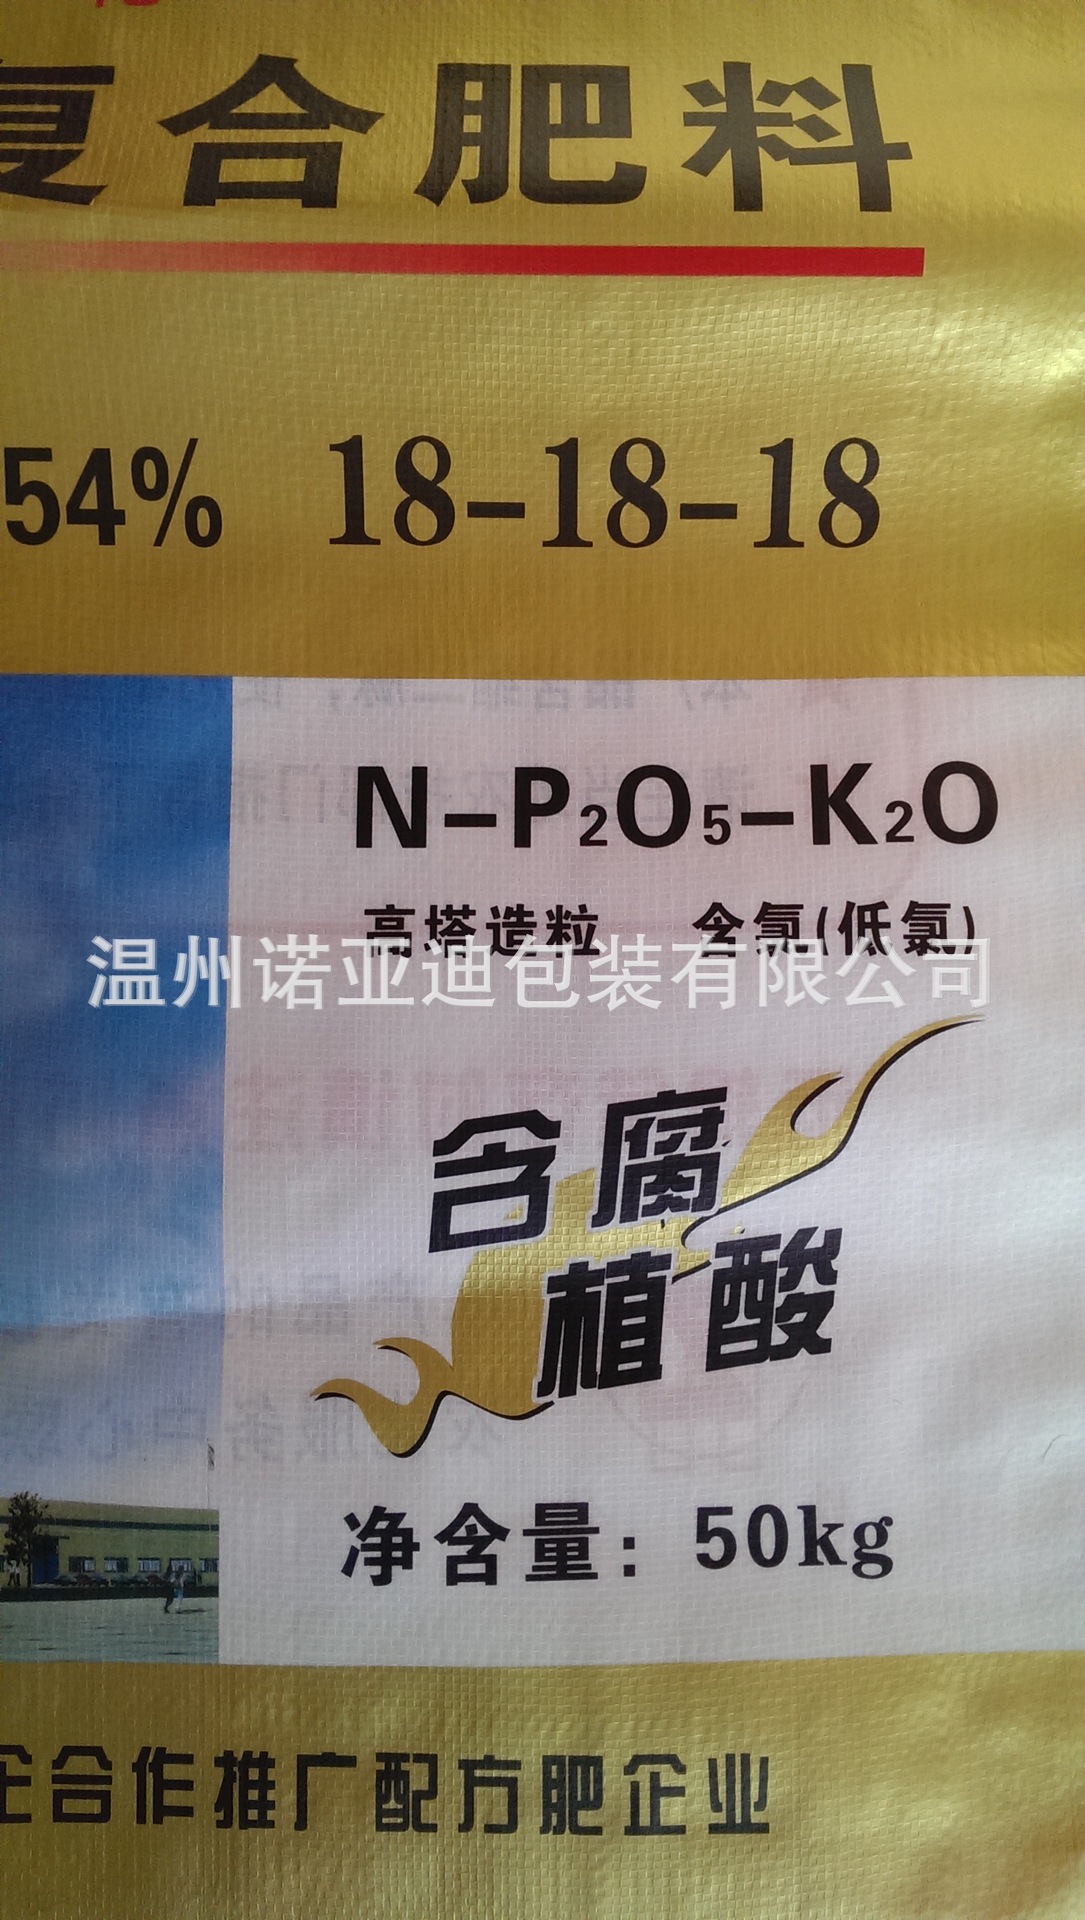 复合肥料
54% 18-18-18
N-P₂O₅-K₂O
高塔造粒 含氯(低氯)
温州诺亚迪包装有限公司
含腐
植酸
净含量：50kg
合作推广配方肥企业